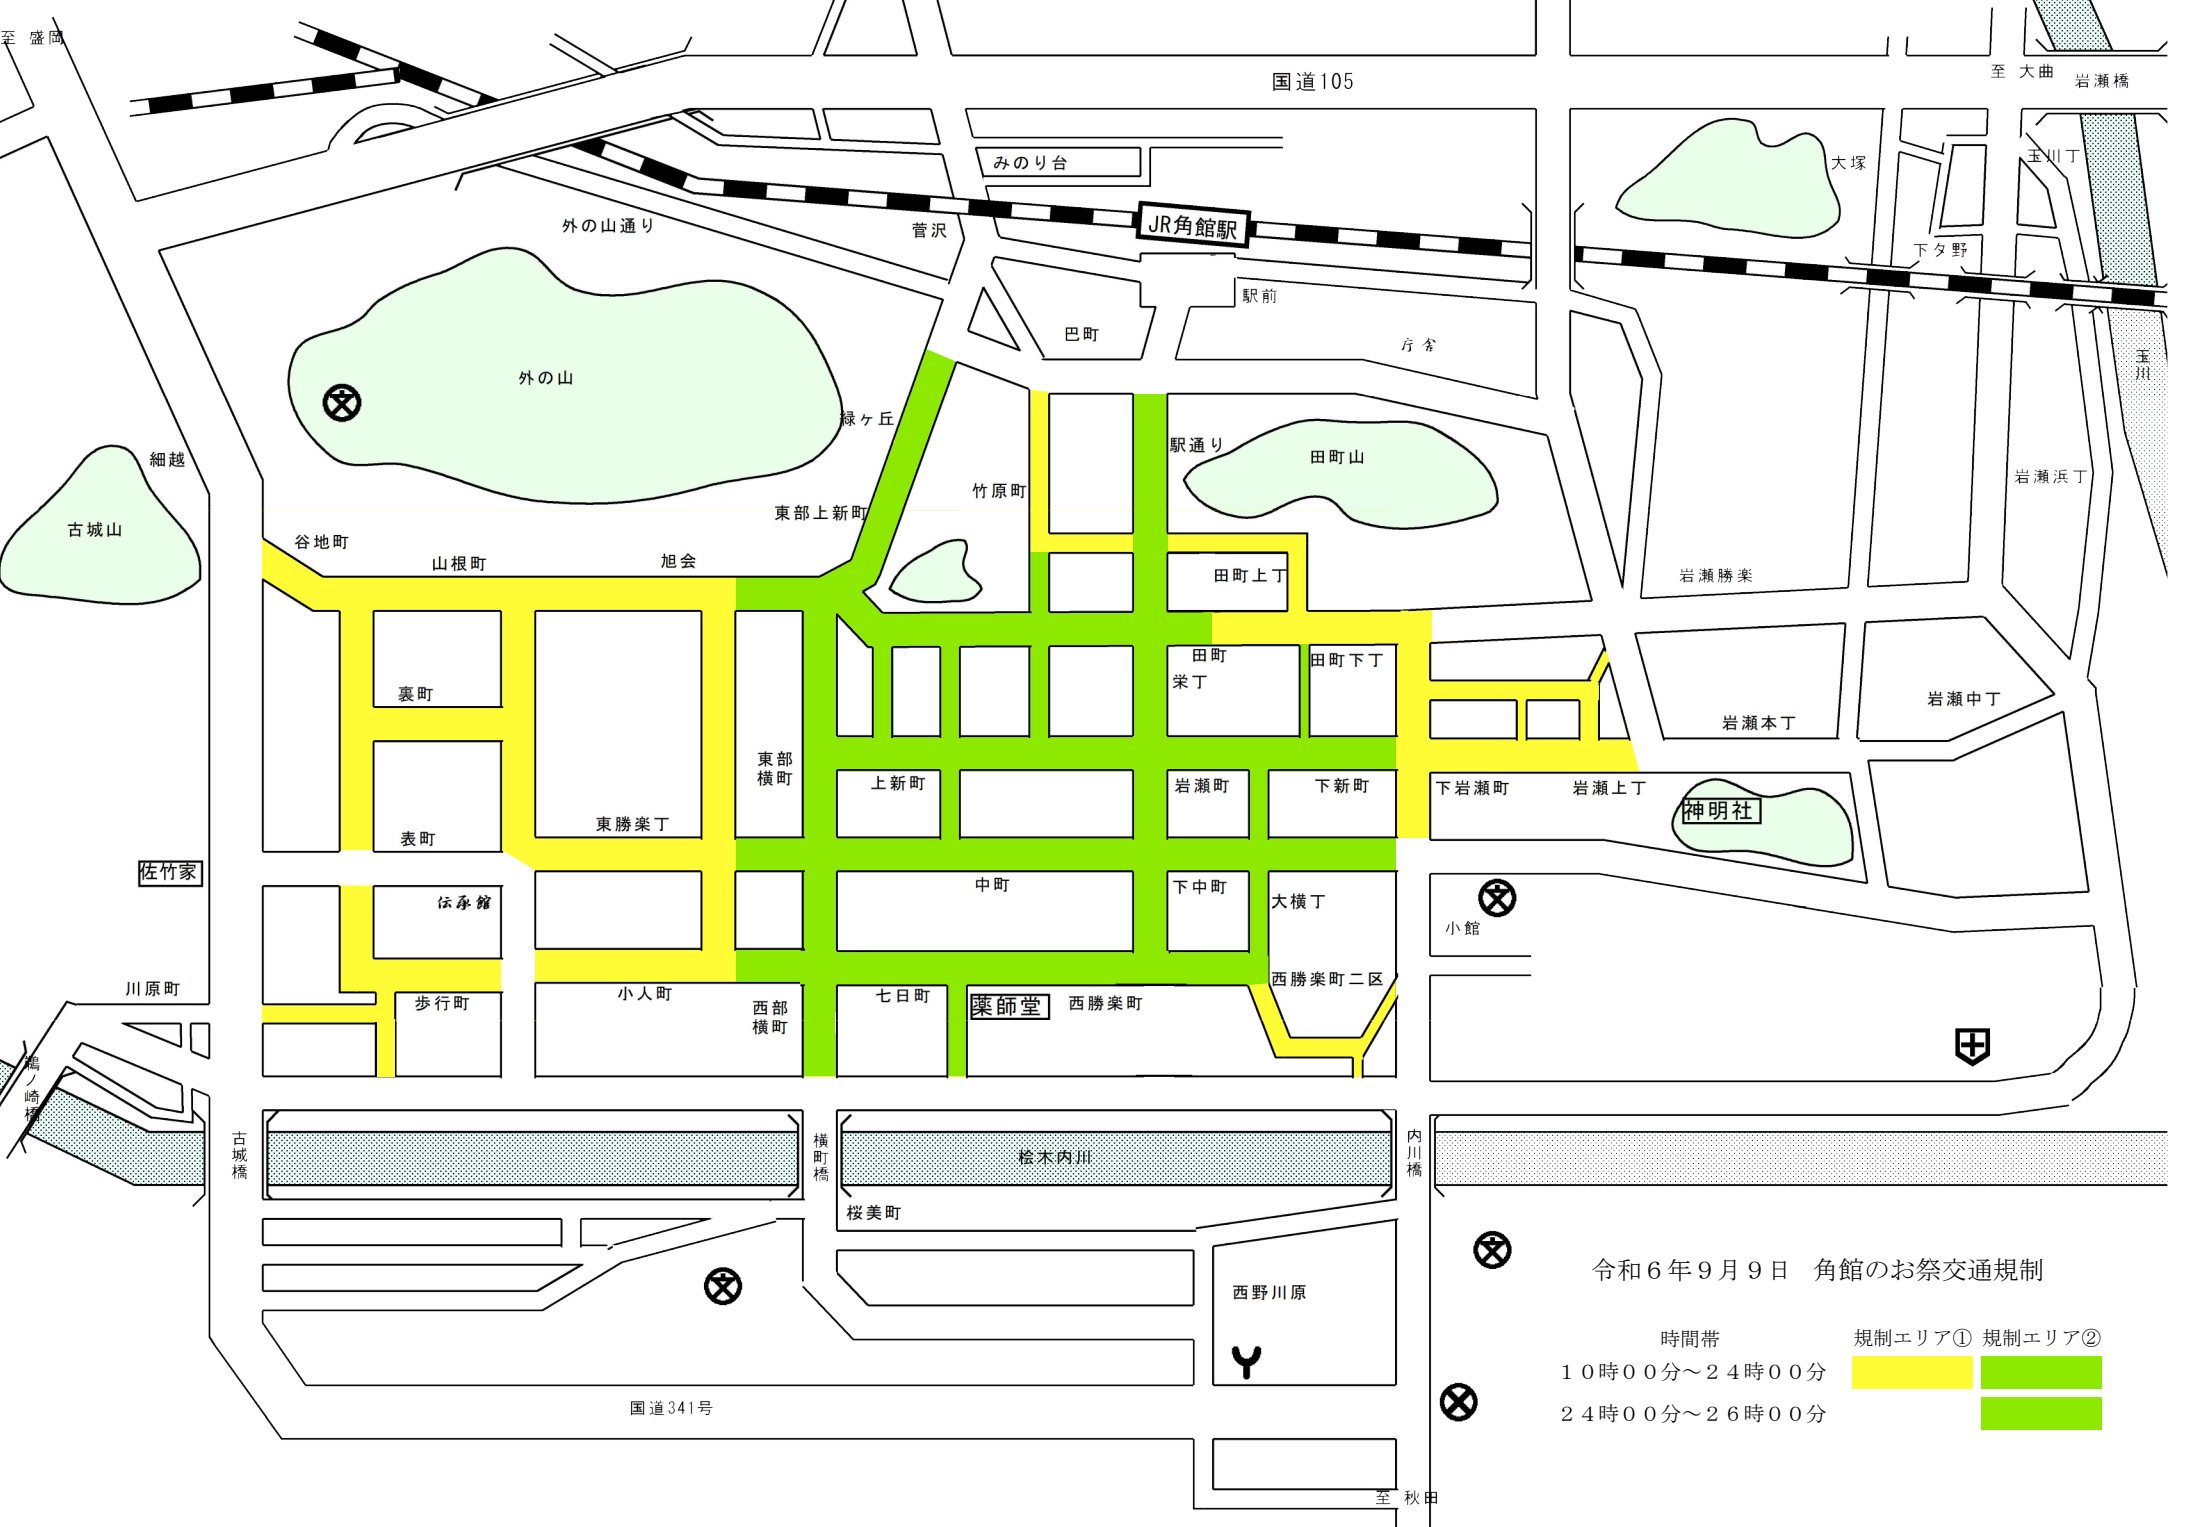 至 盛岡
国道105
至 大曲
岩瀬橋
みのり台
大塚
玉川丁
外の山通り
菅沢
JR角館駅
下タ野
駅前
巴町
庁舎
玉川
外の山
緑ヶ丘
駅通り
田町山
細越
竹原町
岩瀬浜丁
古城山
東部上新町
谷地町
山根町
旭会
田町上丁
岩瀬勝楽
田町
田町下丁
栄丁
裏町
岩瀬中丁
岩瀬本丁
東部
横町
上新町
岩瀬町
下新町
下岩瀬町
岩瀬上丁
神明社
東勝楽丁
表町
佐竹家
中町
下中町
大横丁
伝承館
小館
西勝楽町二区
川原町
歩行町
小人町
西部
横町
七日町
薬師堂
西勝楽町
鵜ノ崎橋
古城橋
横町橋
桧木内川
内川橋
桜美町
西野川原
国道341号
至 秋田
令和６年９月９日　角館のお祭交通規制
時間帯
規制エリア① 規制エリア②
１０時００分～２４時００分
２４時００分～２６時００分